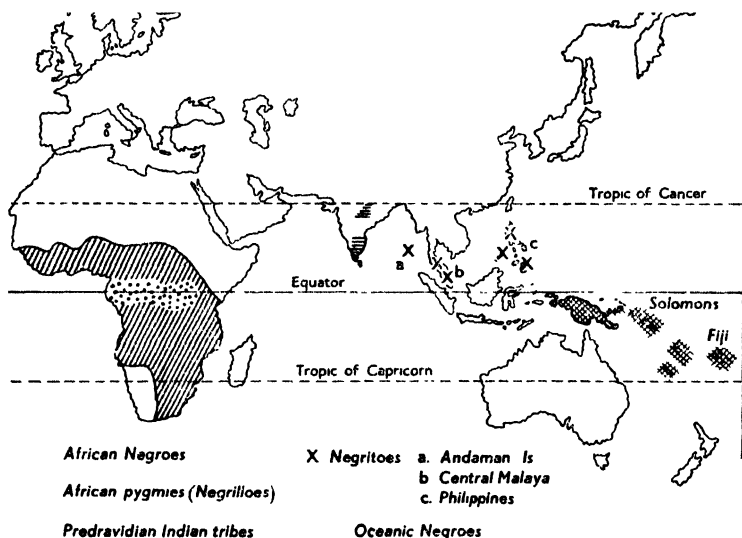 Tropic of Cancer
a
b
c
Equator
Solomons
Fiji
Tropic of Capricorn
African Negroes
X Negritoes a. Andaman Is
b Central Malaya
African pygmies (Negrilloes)
c. Philippines
Predravidian Indian tribes Oceanic Negroes